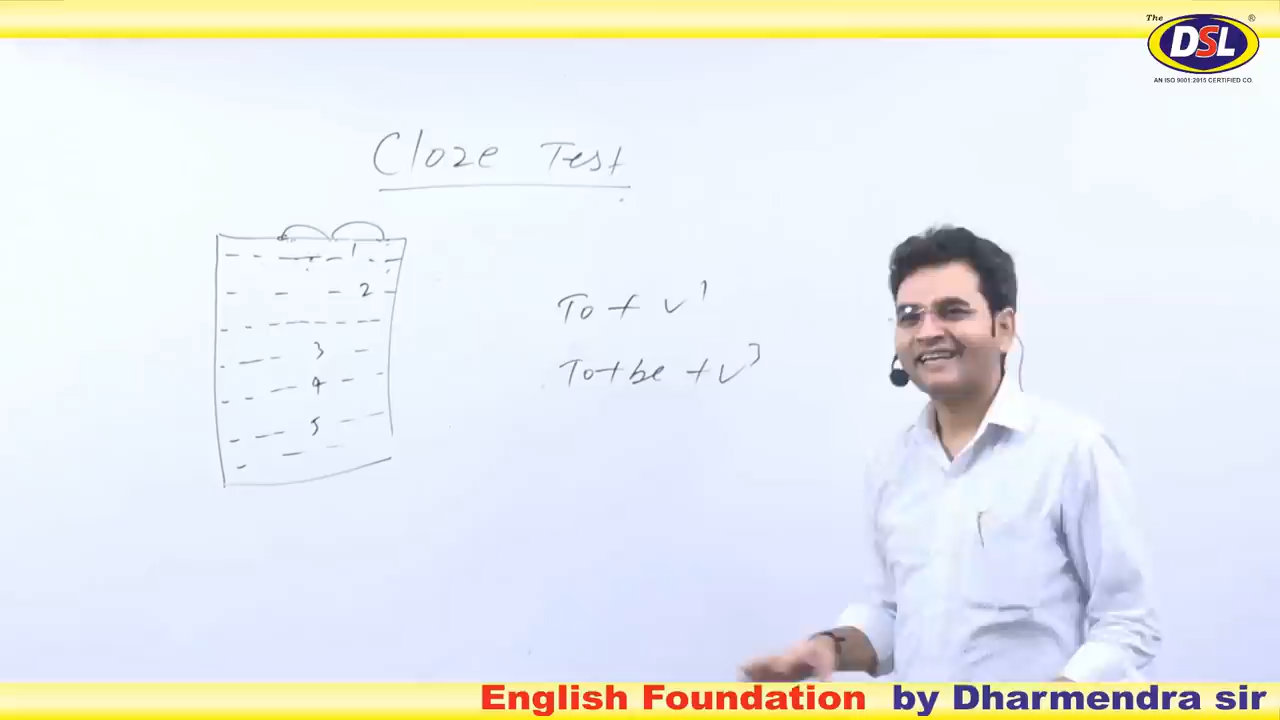 The
DSL
®
AN ISO 9001:2015 CERTIFIED CO.
Cloze Test
1
2
3
4
5
To + V¹
To + be + V³
English Foundation by Dharmendra sir